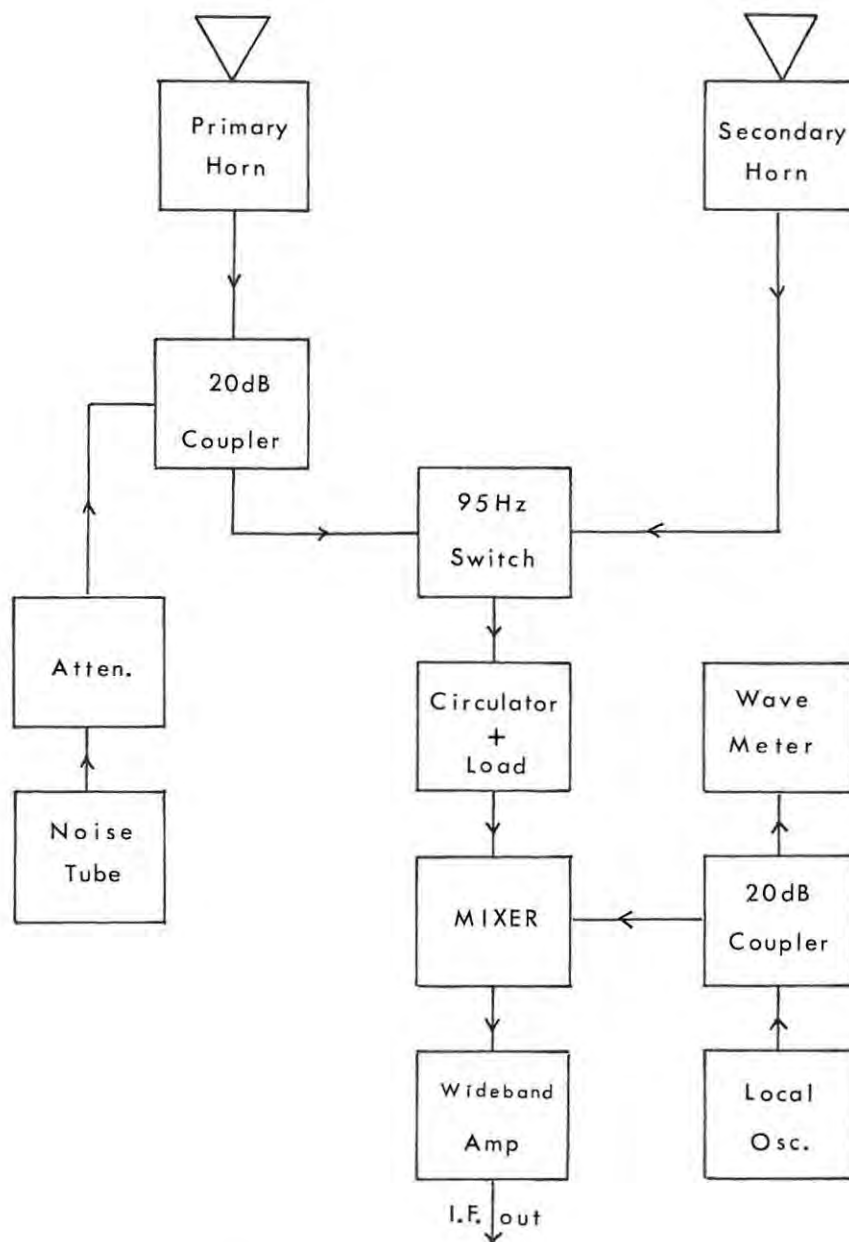 Primary
Horn
Secondary
Horn
20dB
Coupler
95Hz
Switch
Atten.
Circulator
+
Load
Wave
Meter
Noise
Tube
MIXER
20dB
Coupler
Wideband
Amp
Local
Osc.
I.F. out